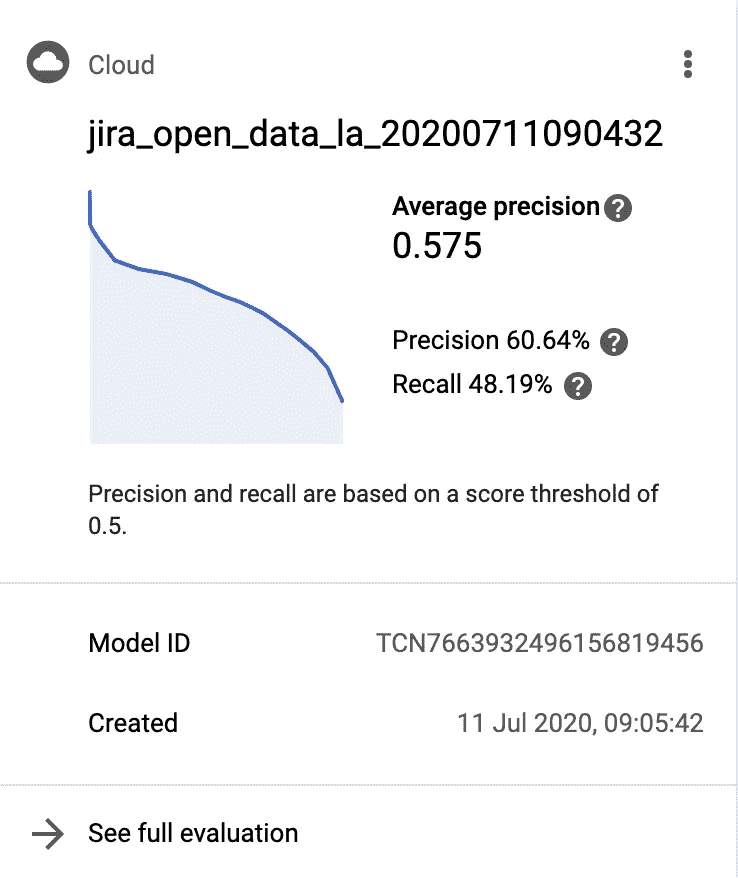 Cloud
jira_open_data_la_20200711090432
Average precision
0.575
Precision 60.64%
Recall 48.19%
Precision and recall are based on a score threshold of
0.5.
Model ID TCN7663932496156819456
Created 11 Jul 2020, 09:05:42
See full evaluation